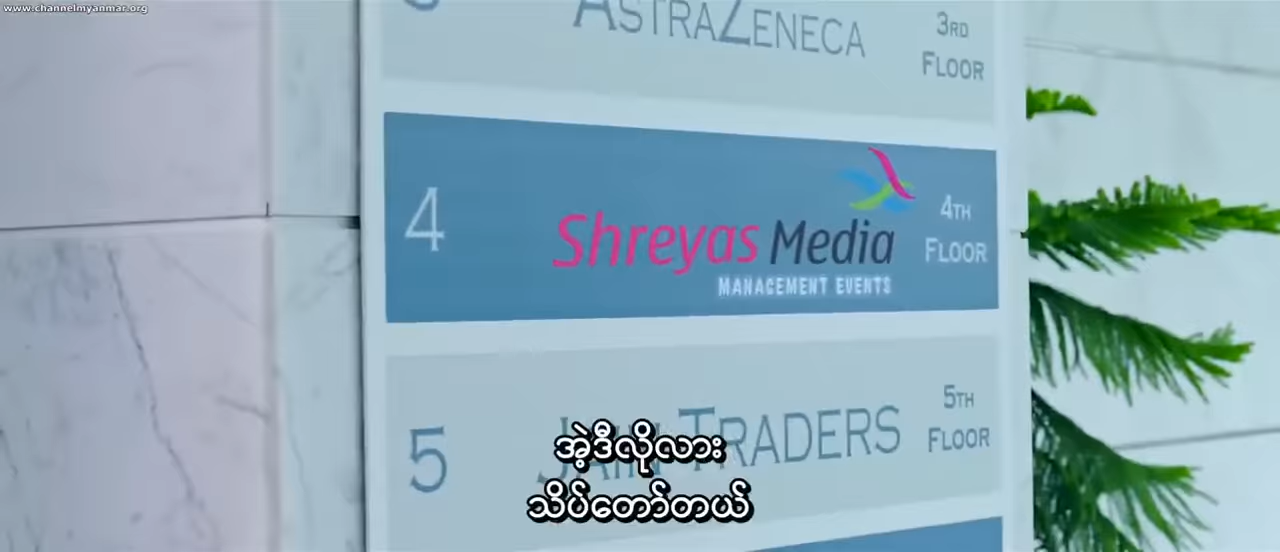 www.channelmyanmar.org
ASTRAZENECA
3RD
FLOOR
4
Shreyas Media
MANAGEMENT EVENTS
4TH
FLOOR
5
TRADERS
5TH
FLOOR
အဲ့ဒီလိုလား
သိပ်တော်တယ်